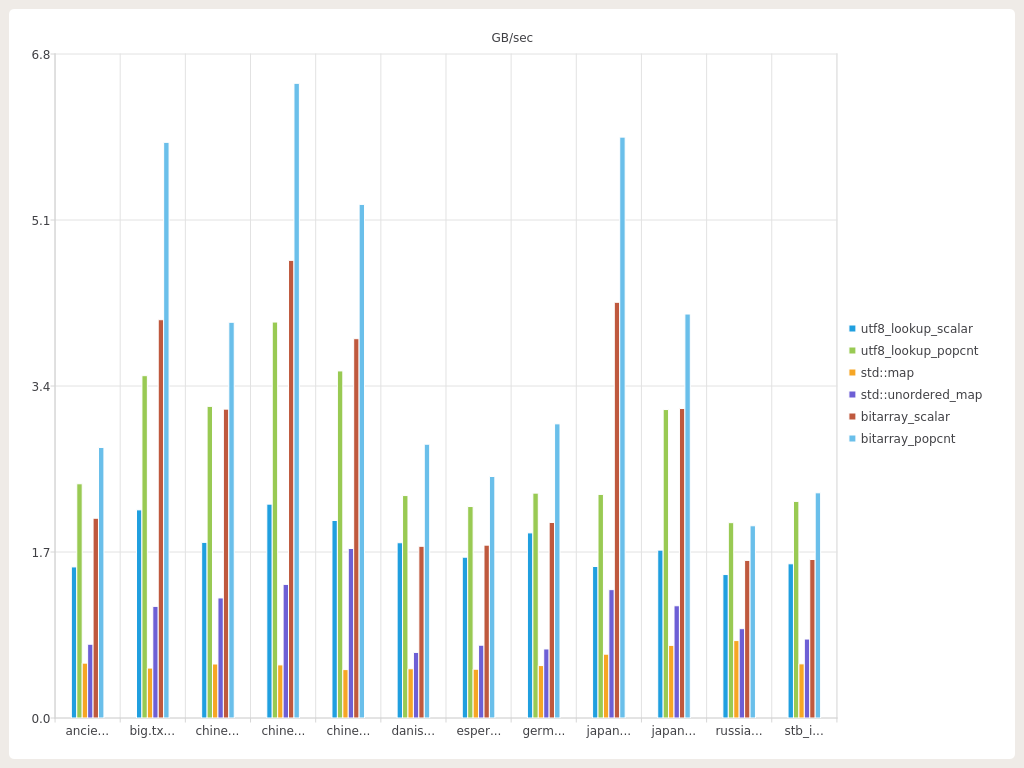 GB/sec
6.8
5.1
3.4
1.7
0.0
ancie... big.tx... chine... chine... chine... danis... esper... germ... japan... japan... russia... stb_i...
utf8_lookup_scalar
utf8_lookup_popcnt
std::map
std::unordered_map
bitarray_scalar
bitarray_popcnt